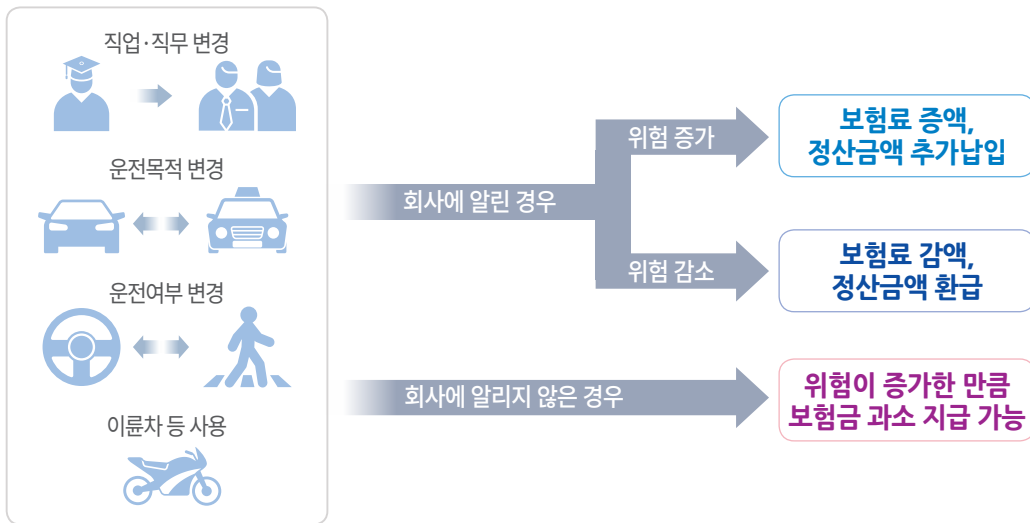 직업·직무 변경
운전목적 변경
운전여부 변경
이륜차 등 사용
회사에 알린 경우
위험 증가
보험료 증액,
정산금액 추가납입
위험 감소
보험료 감액,
정산금액 환급
회사에 알리지 않은 경우
위험이 증가한 만큼
보험금 과소 지급 가능